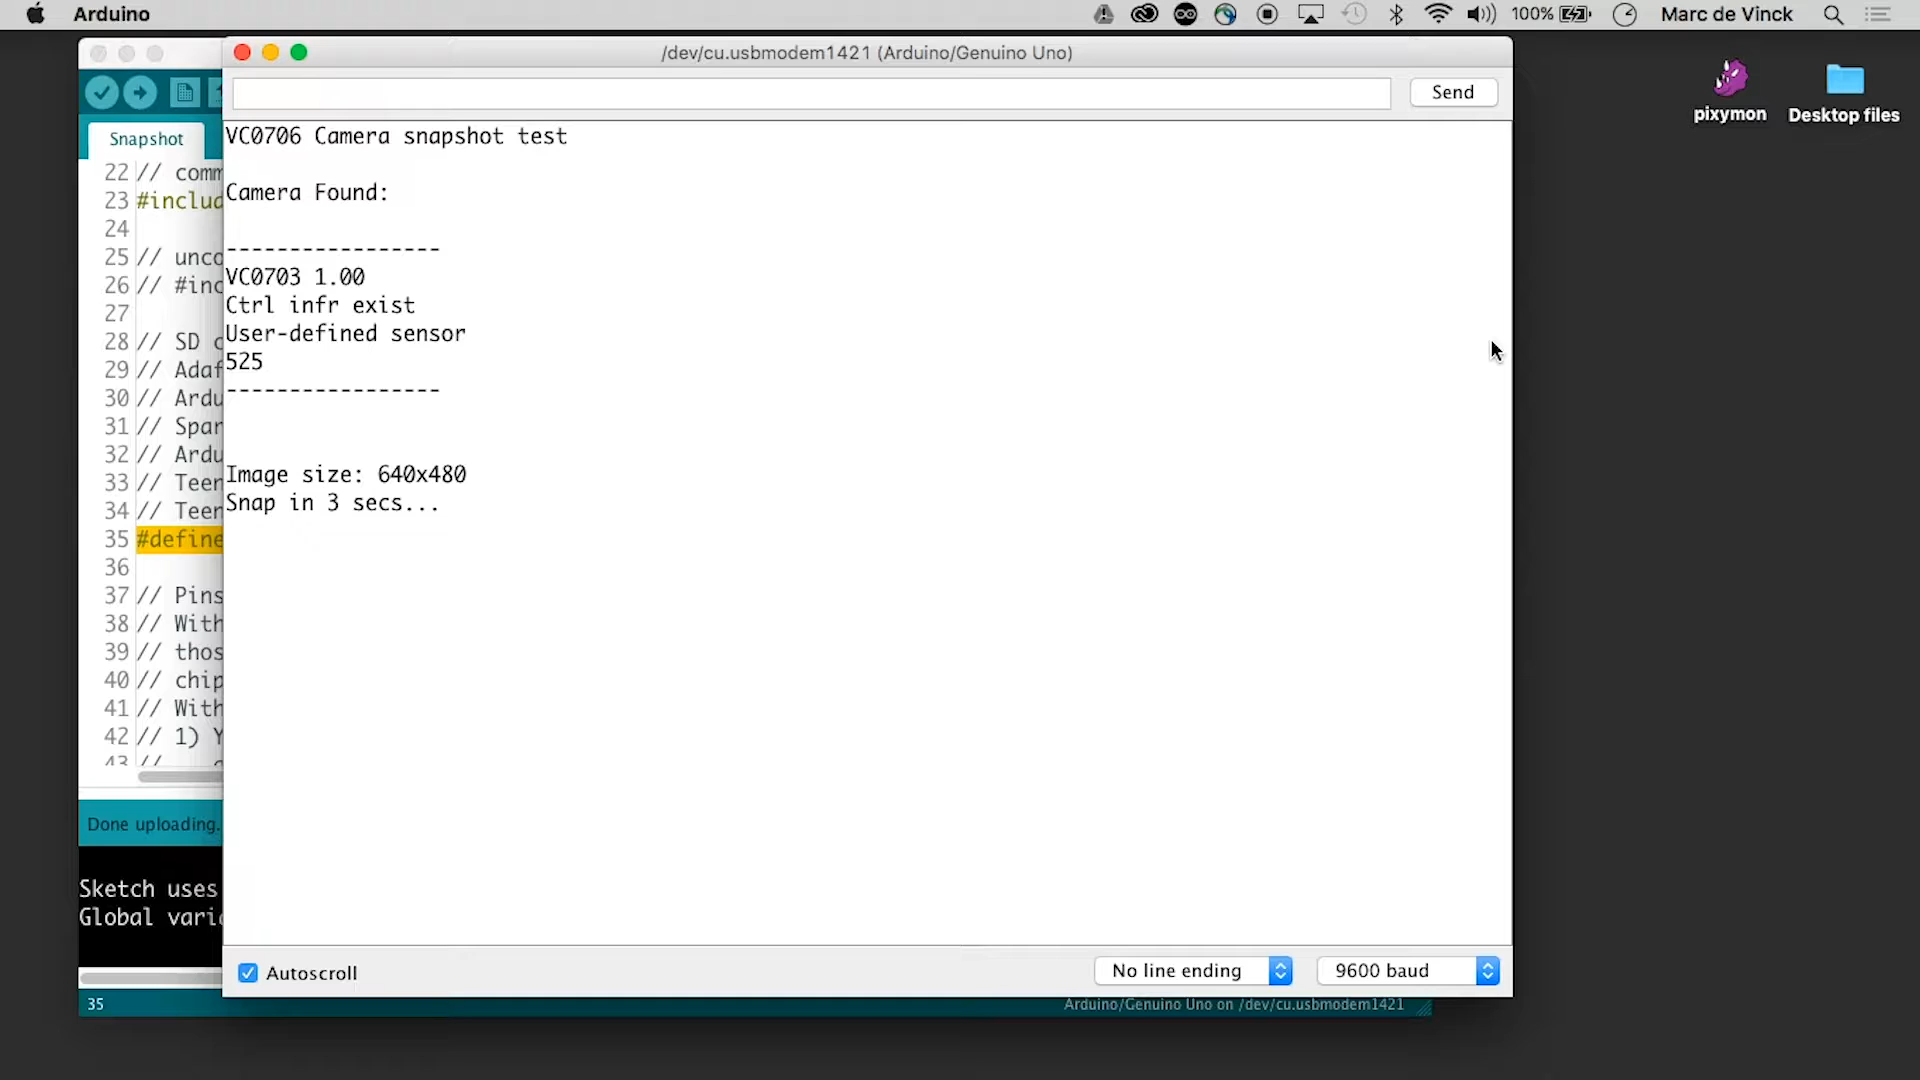 Arduino
100%
Marc de Vinck
/dev/cu.usbmodem1421 (Arduino/Genuino Uno)
Send
pixymon
Desktop files
Snapshot
VC0706 Camera snapshot test
Camera Found:
-----------------
VC0703 1.00
Ctrl infr exist
User-defined sensor
525
-----------------
Image size: 640x480
Snap in 3 secs...
22 // comm
23 #includ
24
25 // unco
26 // #inc
27
28 // SD c
29 // Adaf
30 // Ardu
31 // Spar
32 // Ardu
33 // Teen
34 // Teen
35 #define
36
37 // Pins
38 // With
39 // thos
40 // chip
41 // With
42 // 1) Y
43 //
Done uploading.
Sketch uses
Global varia
Autoscroll
No line ending
9600 baud
35
Arduino/Genuino Uno on /dev/cu.usbmodem1421